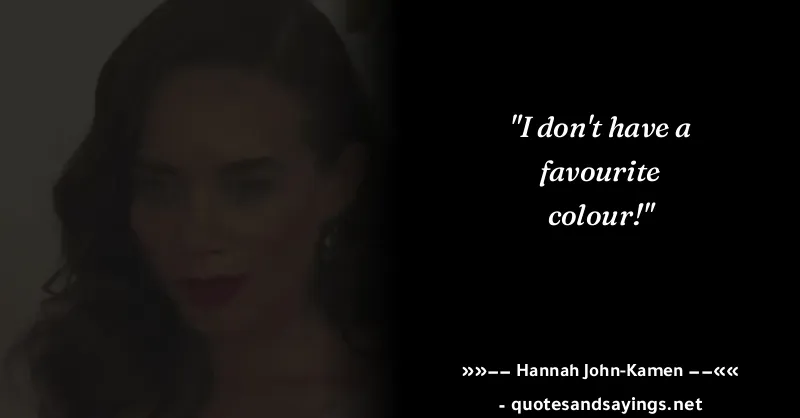 "I don't have a
favourite
colour!"
»»–– Hannah John-Kamen ––««
- quotesandsayings.net